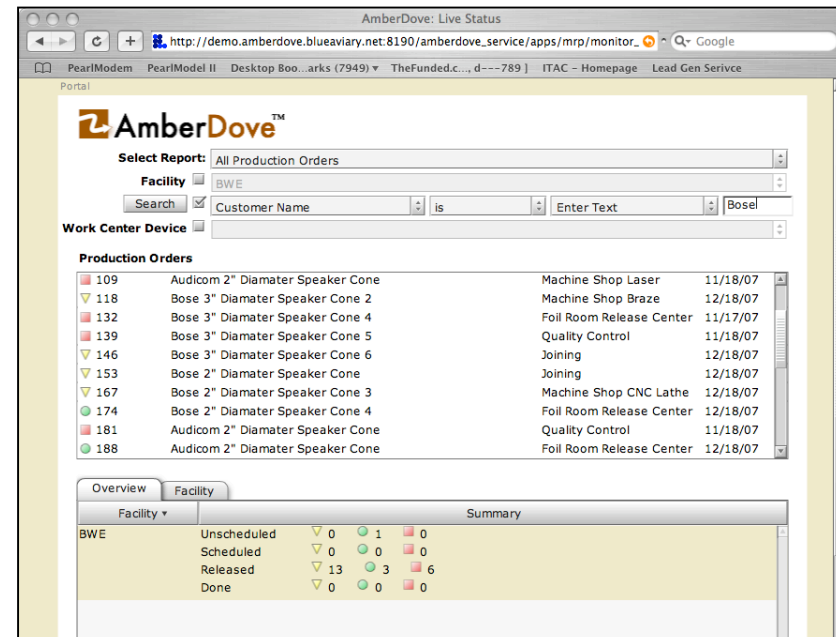 AmberDove: Live Status
http://demo.amberdove.blueaviary.net:8190/amberdove_service/apps/mrp/monitor_ Q- Google
PearlModem PearlModel II Desktop Boo...arks (7949) TheFunded.c..., d---789 ] ITAC - Homepage Lead Gen Serivce
Portal
AmberDove™
Select Report: All Production Orders
Facility BWE
Search Customer Name is Enter Text Bose
Work Center Device
Production Orders
109 Audicom 2" Diamater Speaker Cone Machine Shop Laser 11/18/07
118 Bose 3" Diamater Speaker Cone 2 Machine Shop Braze 12/18/07
132 Bose 3" Diamater Speaker Cone 4 Foil Room Release Center 11/17/07
139 Bose 3" Diamater Speaker Cone 5 Quality Control 11/18/07
146 Bose 3" Diamater Speaker Cone 6 Joining 12/18/07
153 Bose 2" Diamater Speaker Cone Joining 12/18/07
167 Bose 2" Diamater Speaker Cone 3 Machine Shop CNC Lathe 12/18/07
174 Bose 2" Diamater Speaker Cone 4 Foil Room Release Center 12/18/07
181 Audicom 2" Diamater Speaker Cone Quality Control 11/18/07
188 Audicom 2" Diamater Speaker Cone Foil Room Release Center 12/18/07
Overview Facility
Facility Summary
BWE Unscheduled 0 1 0
Scheduled 0 0 0
Released 13 3 6
Done 0 0 0